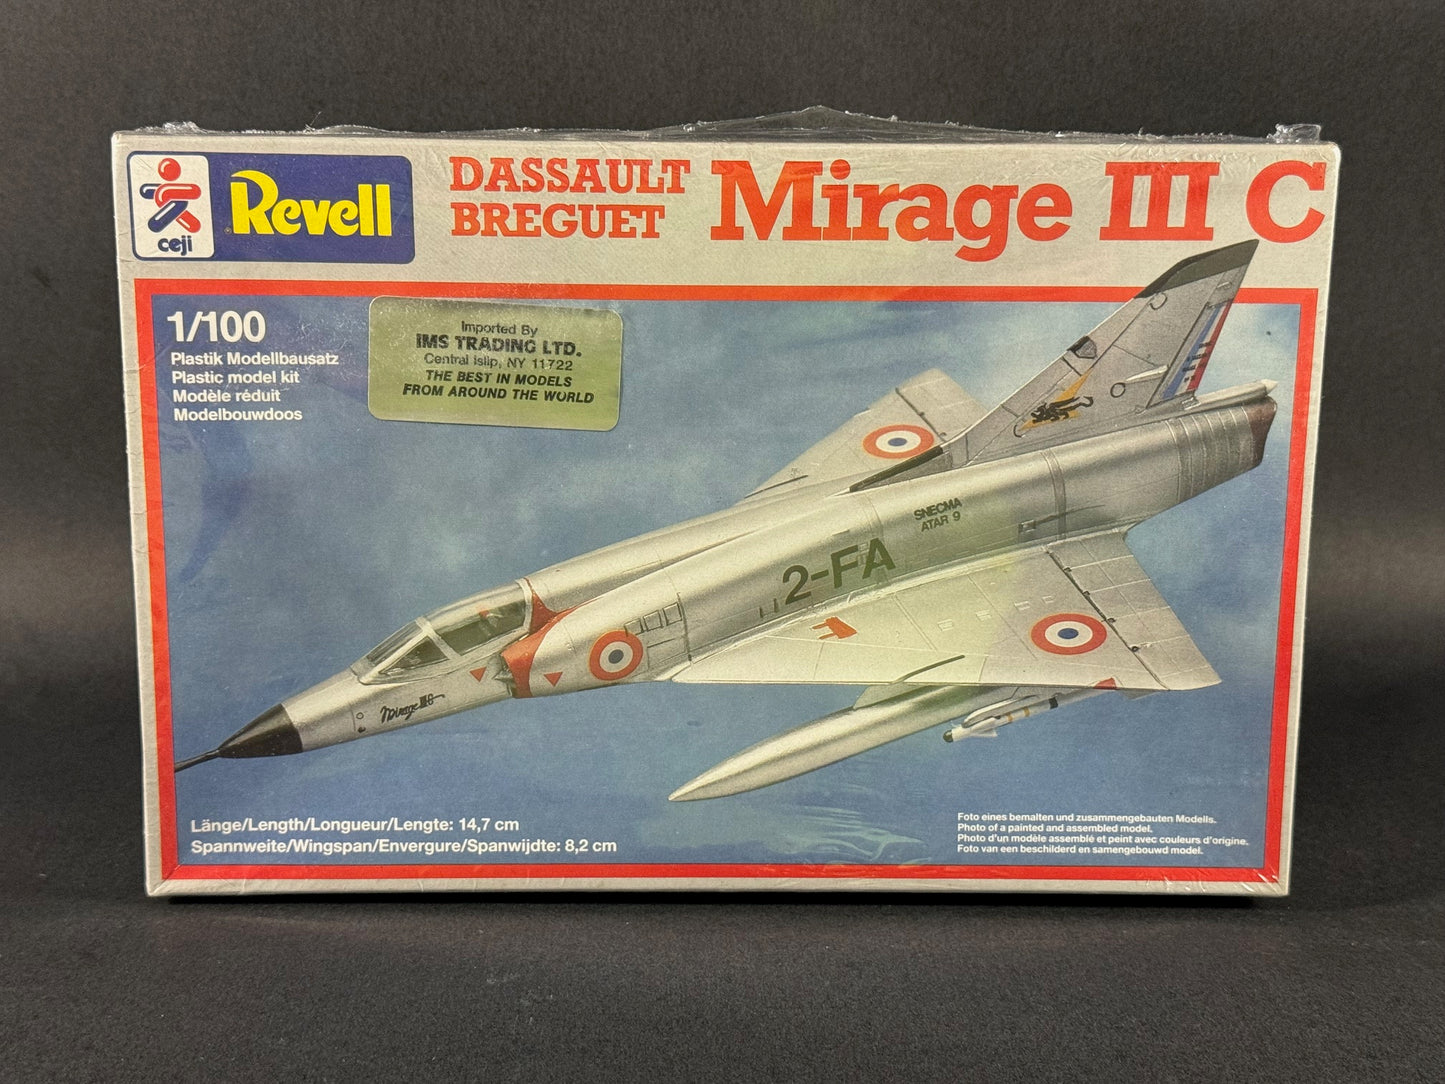 ceji
Revell
DASSAULT
BREGUET
Mirage III C
1/100
Plastik Modellbausatz
Plastic model kit
Modèle réduit
Modelbouwdoos
Imported By
IMS TRADING LTD.
Central Islip, NY 11722
THE BEST IN MODELS
FROM AROUND THE WORLD
SNECMA
ATAR 9
2-FA
Mirage III C
Länge/Length/Longueur/Lengte: 14,7 cm
Spannweite/Wingspan/Envergure/Spanwijdte: 8,2 cm
Foto eines bemalten und zusammengebauten Modells.
Photo of a painted and assembled model.
Photo d'un modèle assemblé et peint avec couleurs d'origine.
Foto van een beschilderd en samengebouwd model.